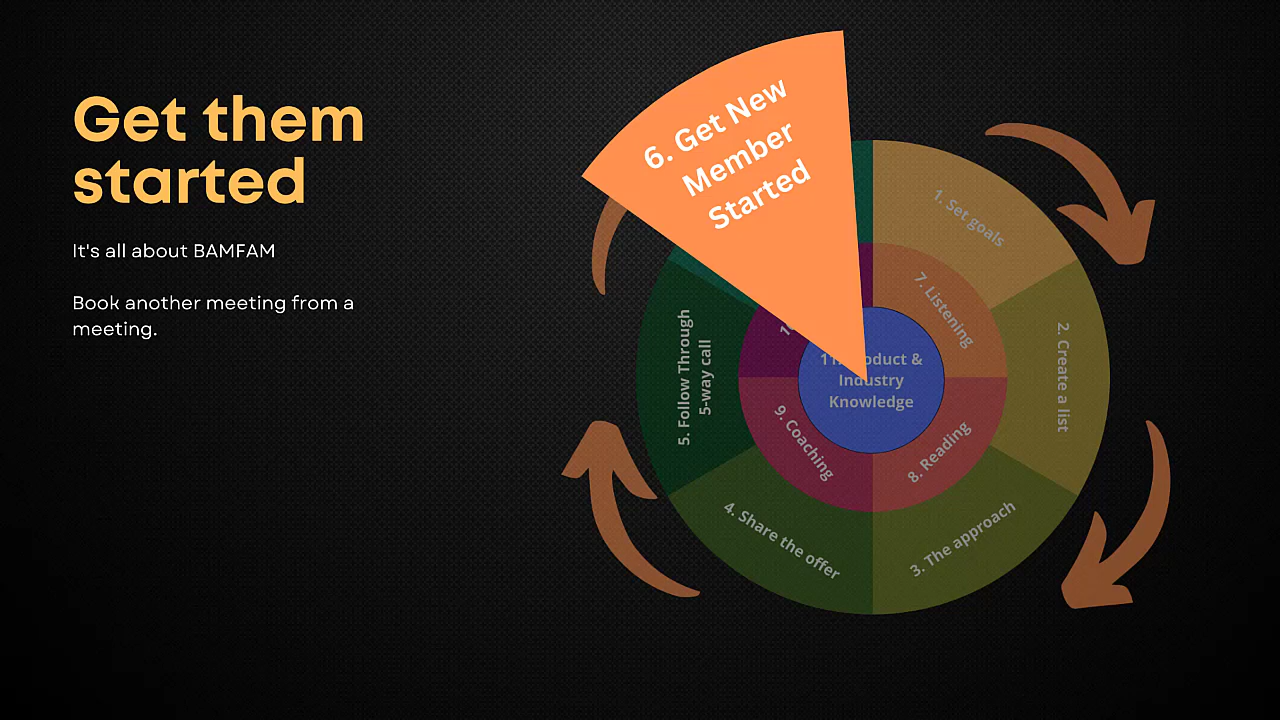 Get them
started
It's all about BAMFAM
Book another meeting from a
meeting.
6. Get New
Member
Started
1. Set goals
2. Create a list
3. The approach
4. Share the offer
5. Follow Through
5-way call
7. Listening
8. Reading
9. Coaching
Industry
Knowledge